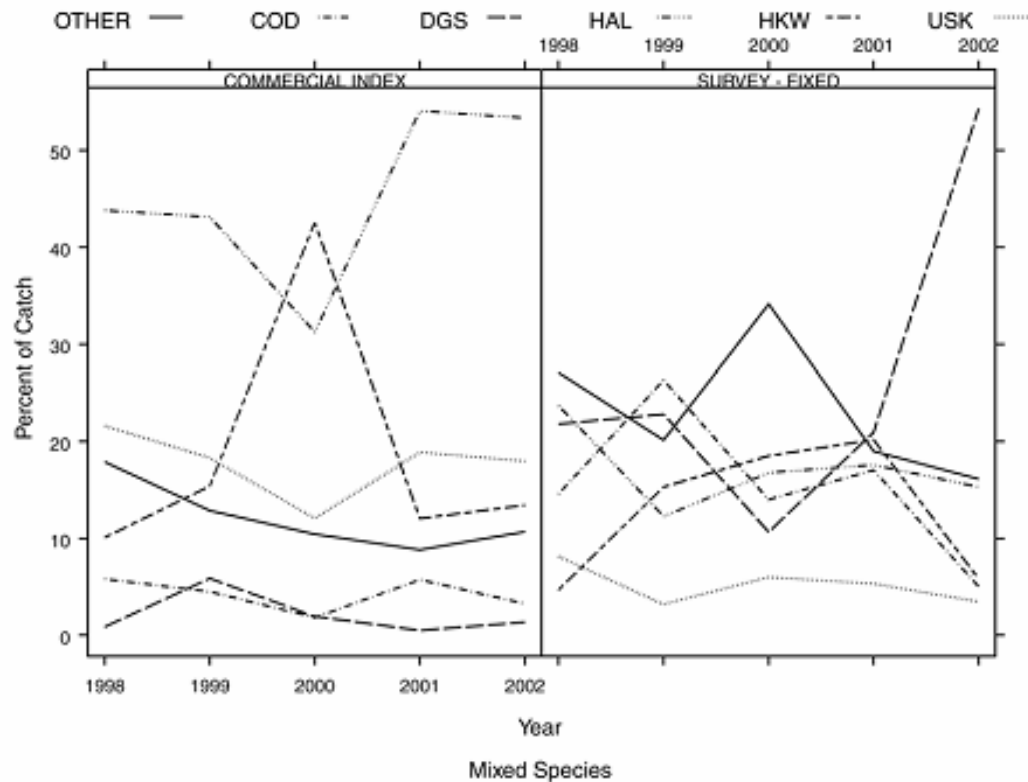 OTHER COD DGS HAL HKW USK
1998 1999 2000 2001 2002
COMMERCIAL INDEX SURVEY - FIXED
50
40
30
20
10
0
Percent of Catch
1998 1999 2000 2001 2002
Year
Mixed Species